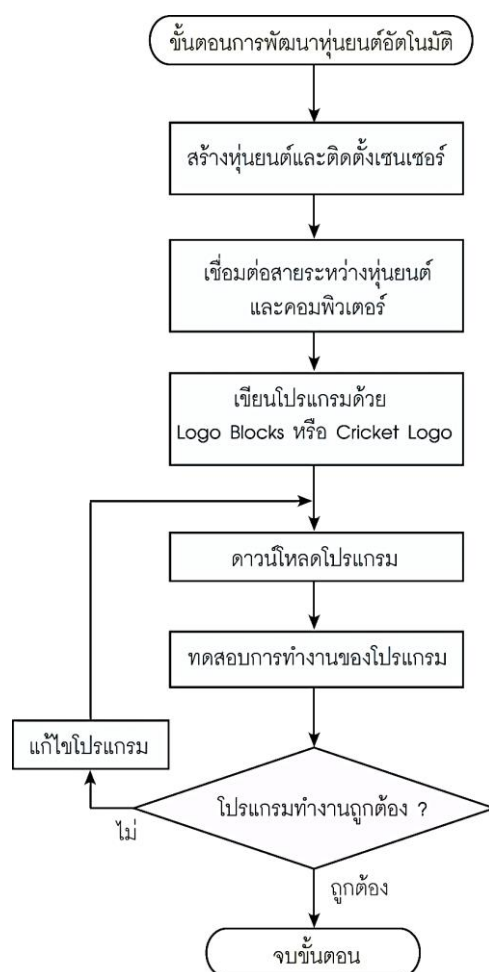 ขั้นตอนการพัฒนาหุ่นยนต์อัตโนมัติ
สร้างหุ่นยนต์และติดตั้งเซนเซอร์
เชื่อมต่อสายระหว่างหุ่นยนต์
และคอมพิวเตอร์
เขียนโปรแกรมด้วย
Logo Blocks หรือ Cricket Logo
ดาวน์โหลดโปรแกรม
ทดสอบการทำงานของโปรแกรม
แก้ไขโปรแกรม
โปรแกรมทำงานถูกต้อง ?
ไม่
ถูกต้อง
จบขั้นตอน